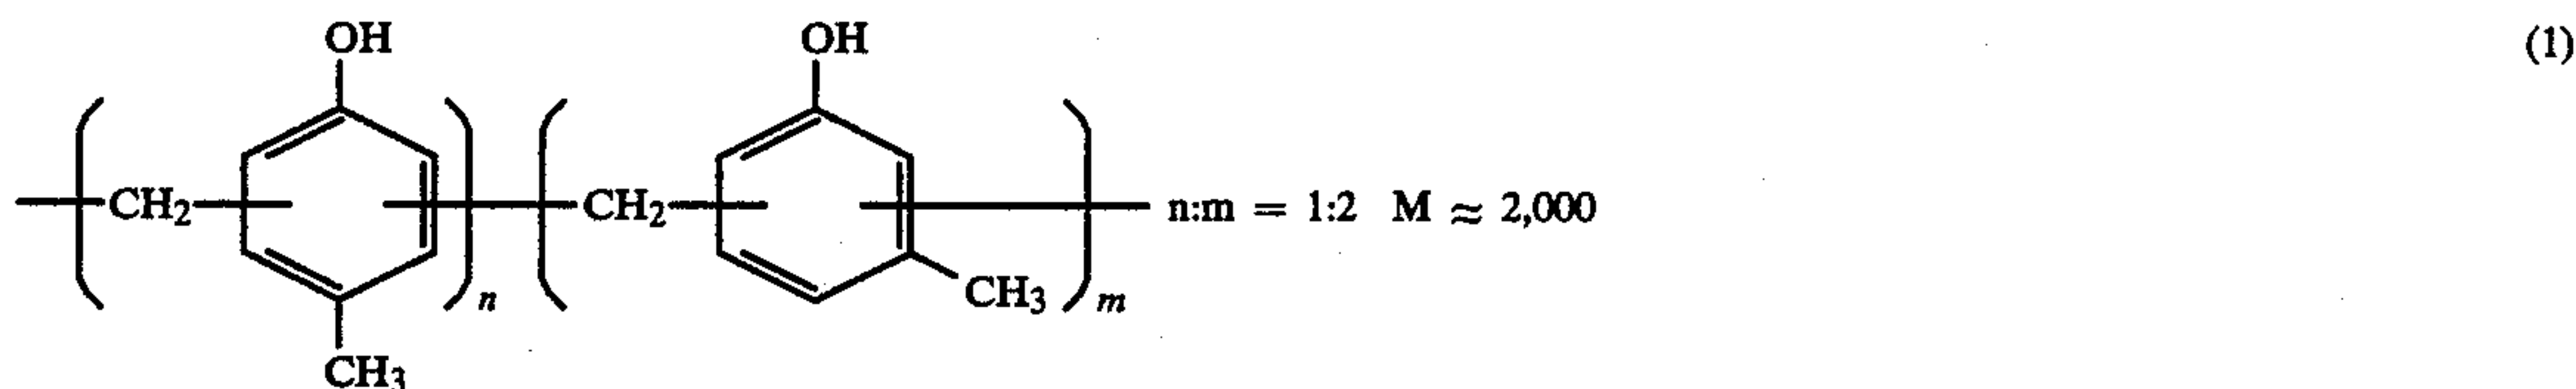 OH OH (1)
CH2 CH2 n:m = 1:2 M ≈ 2,000
n CH3 m
CH3